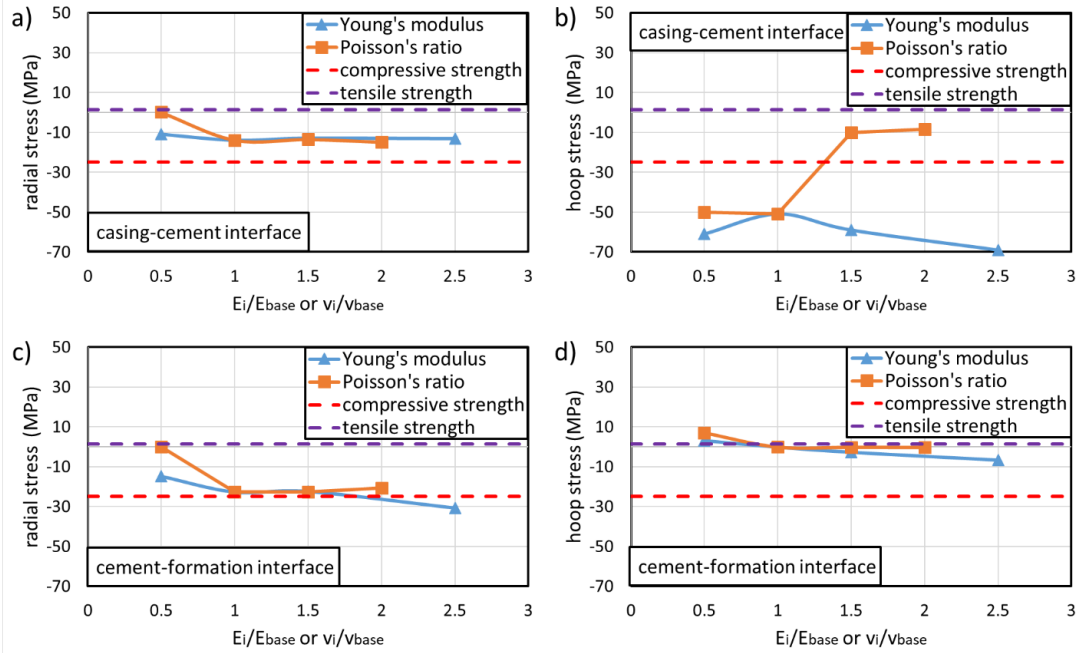 a)
50
30
10
-10
-30
-50
-70
radial stress (MPa)
Young's modulus
Poisson's ratio
compressive strength
tensile strength
casing-cement interface
0 0.5 1 1.5 2 2.5 3
Ei/Ebase or vi/vbase
b)
50
30
10
-10
-30
-50
-70
hoop stress (MPa)
casing-cement interface
Young's modulus
Poisson's ratio
compressive strength
tensile strength
0 0.5 1 1.5 2 2.5 3
Ei/Ebase or vi/vbase
c)
50
30
10
-10
-30
-50
-70
radial stress (MPa)
Young's modulus
Poisson's ratio
compressive strength
tensile strength
cement-formation interface
0 0.5 1 1.5 2 2.5 3
Ei/Ebase or vi/vbase
d)
50
30
10
-10
-30
-50
-70
hoop stress (MPa)
Young's modulus
Poisson's ratio
compressive strength
tensile strength
cement-formation interface
0 0.5 1 1.5 2 2.5 3
Ei/Ebase or vi/vbase